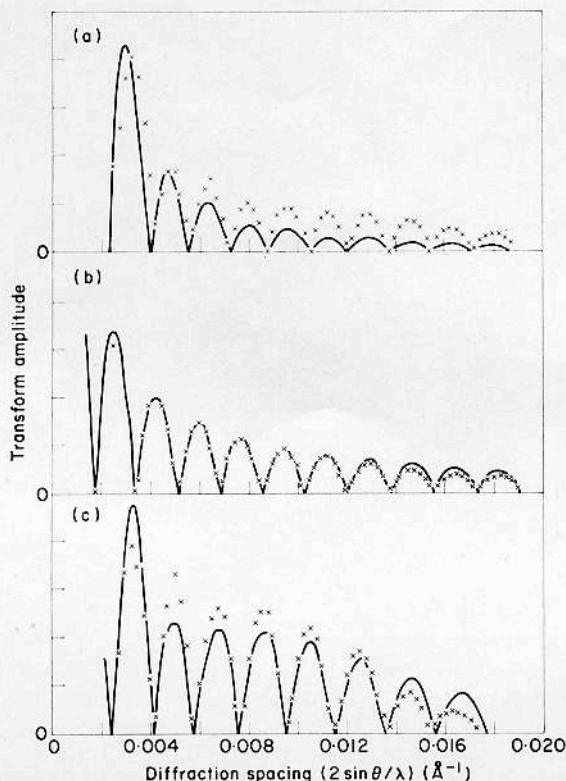 (a)
0
(b)
Transform amplitude
0
(c)
0
0 0·004 0·008 0·012 0·016 0·020
Diffraction spacing (2 sin θ/λ) (Å⁻¹)